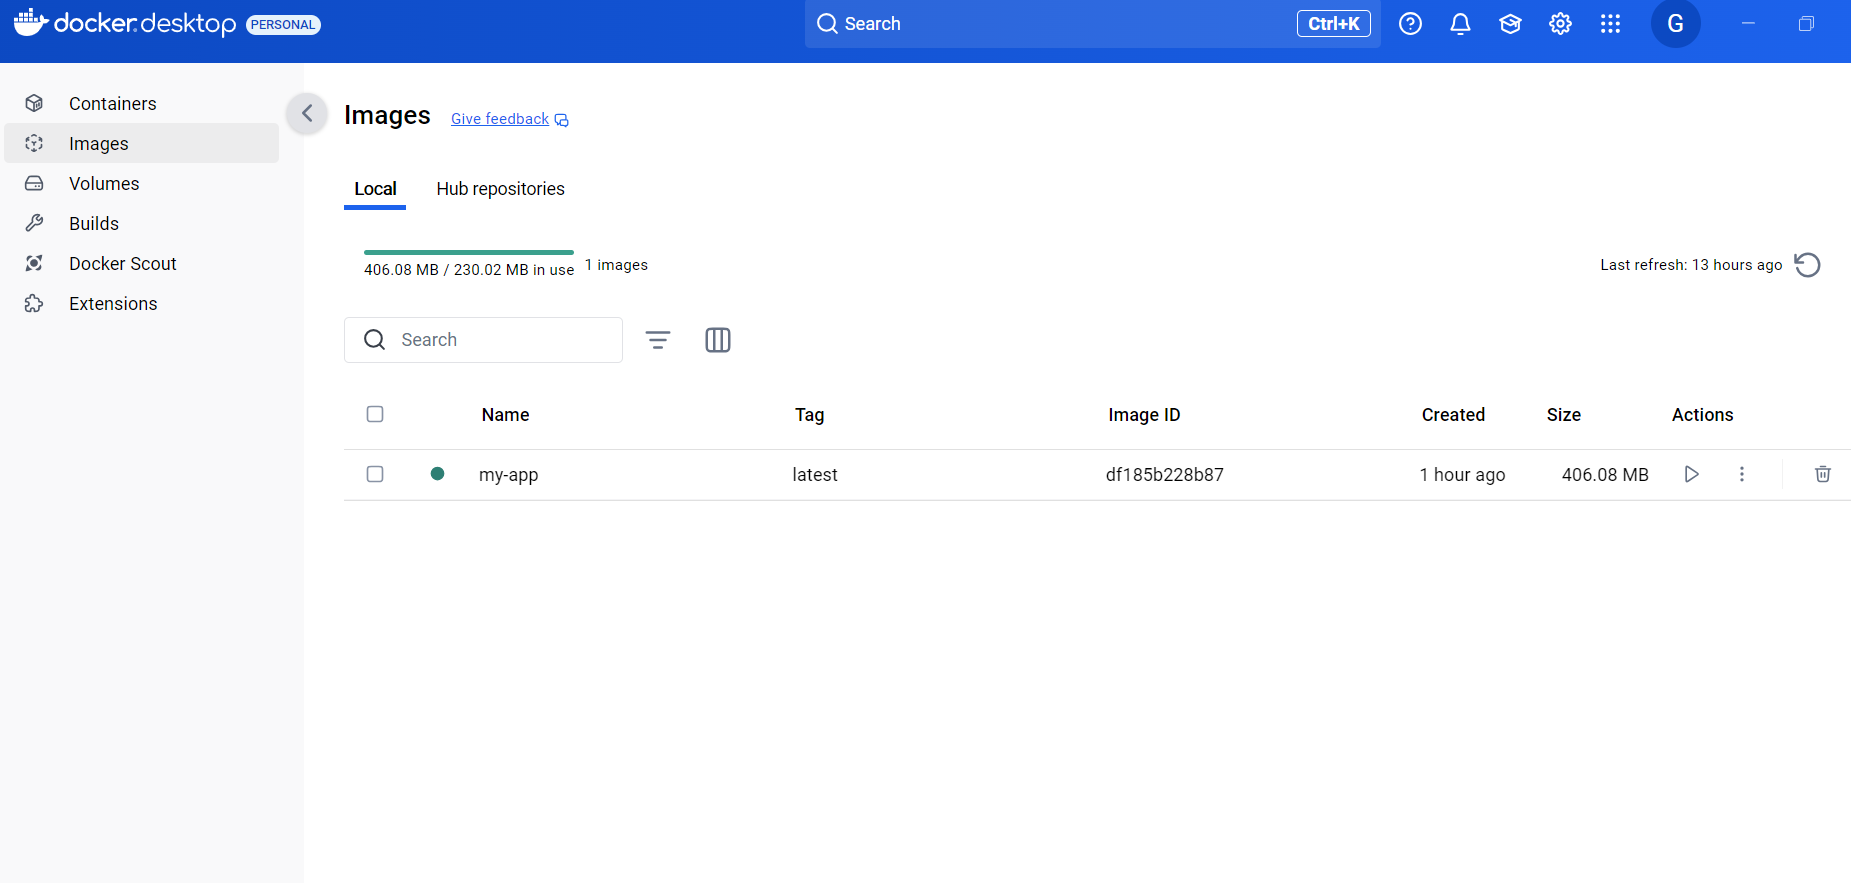 docker.desktop PERSONAL
Search
Ctrl+K
G
Containers
Images
Volumes
Builds
Docker Scout
Extensions
Images Give feedback
Local Hub repositories
406.08 MB / 230.02 MB in use 1 images
Last refresh: 13 hours ago
Search
Name Tag Image ID Created Size Actions
my-app latest df185b228b87 1 hour ago 406.08 MB